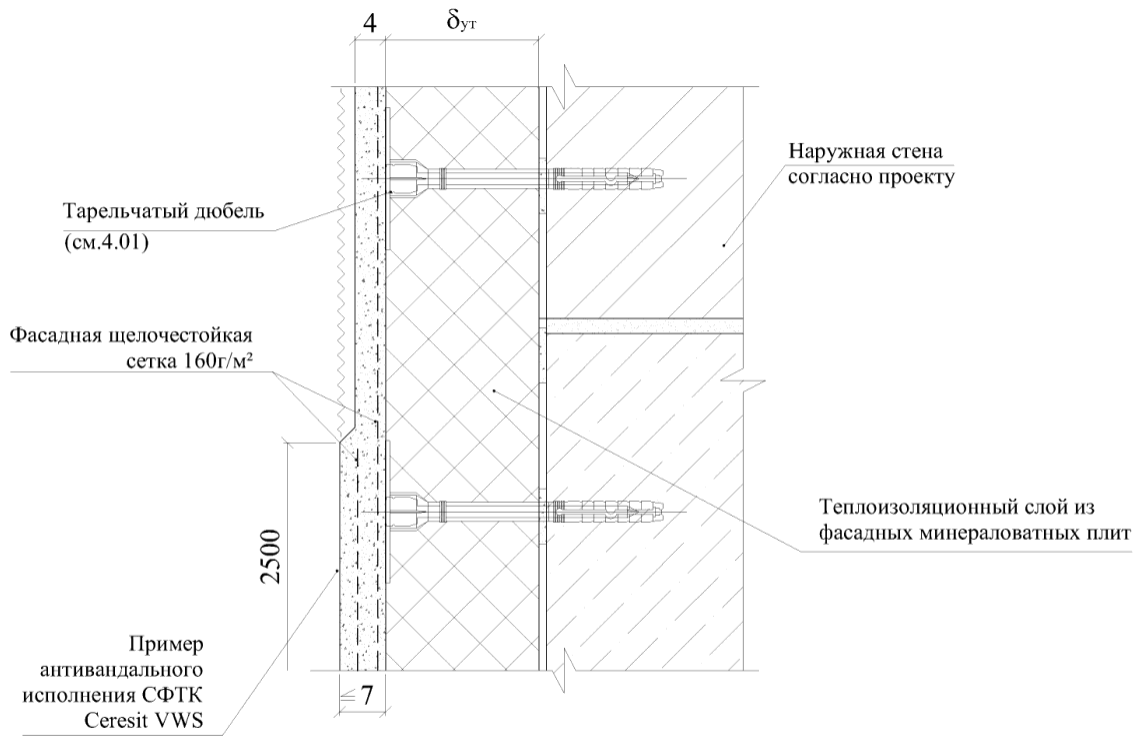 4
δут
Наружная стена
согласно проекту
Тарельчатый дюбель
(см.4.01)
Фасадная щелочестойкая
сетка 160г/м²
2500
Теплоизоляционный слой из
фасадных минераловатных плит
Пример
антивандального
исполнения СФТК
Ceresit VWS
≤ 7